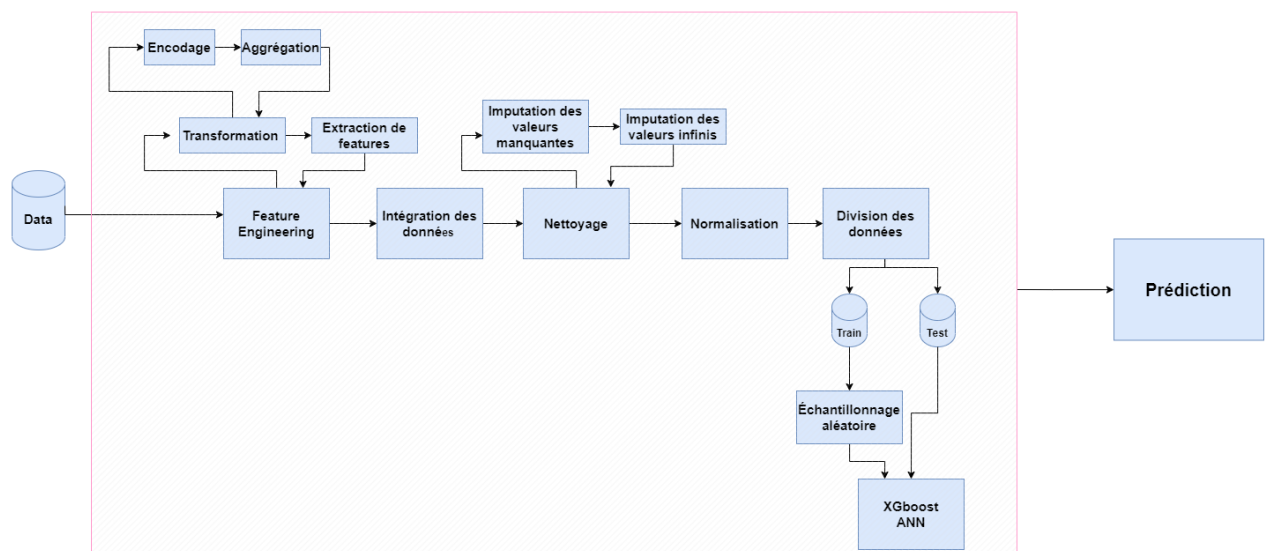 Encodage
Aggrégation
Transformation
Extraction de
features
Imputation des
valeurs
manquantes
Imputation des
valeurs infinis
Data
Feature
Engineering
Intégration des
données
Nettoyage
Normalisation
Division des
données
Train
Test
Échantillonnage
aléatoire
XGboost
ANN
Prédiction